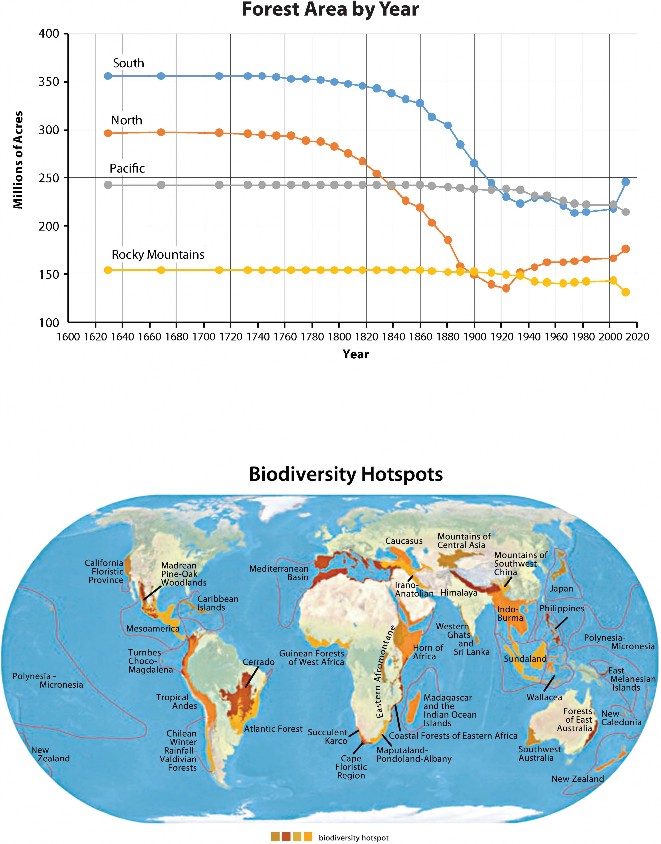 Forest Area by Year
400
350
300
250
200
150
100
Millions of Acres
South
North
Pacific
Rocky Mountains
1600 1620 1640 1660 1680 1700 1720 1740 1760 1780 1800 1820 1840 1860 1880 1900 1920 1940 1960 1980 2000 2020
Year
Biodiversity Hotspots
California
Floristic
Province
Madrean
Pine-Oak
Woodlands
Caribbean
Islands
Mesoamerica
Tumbes
Choco-
Magdalena
Cerrado
Polynesia -
Micronesia
Tropical
Andes
Atlantic Forest
Chilean
Winter
Rainfall-
Valdivian
Forests
New
Zealand
Mediterranean
Basin
Caucasus
Mountains of
Central Asia
Mountains of
Southwest
China
Irano-
Anatolian
Himalaya
Japan
Indo-
Burma
Philippines
Western
Ghats
and
Sri Lanka
Polynesia-
Micronesia
Guinean Forests
of West Africa
Eastern Afromontane
Horn of
Africa
Sundaland
East
Melanesian
Islands
Wallacea
Madagascar
and the
Indian Ocean
Islands
Coastal Forests of Eastern Africa
Succulent
Karco
Cape
Floristic
Region
Maputaland-
Pondoland-Albany
Forests
of East
Australia
New
Caledonia
Southwest
Australia
New Zealand
biodiversity hotspot